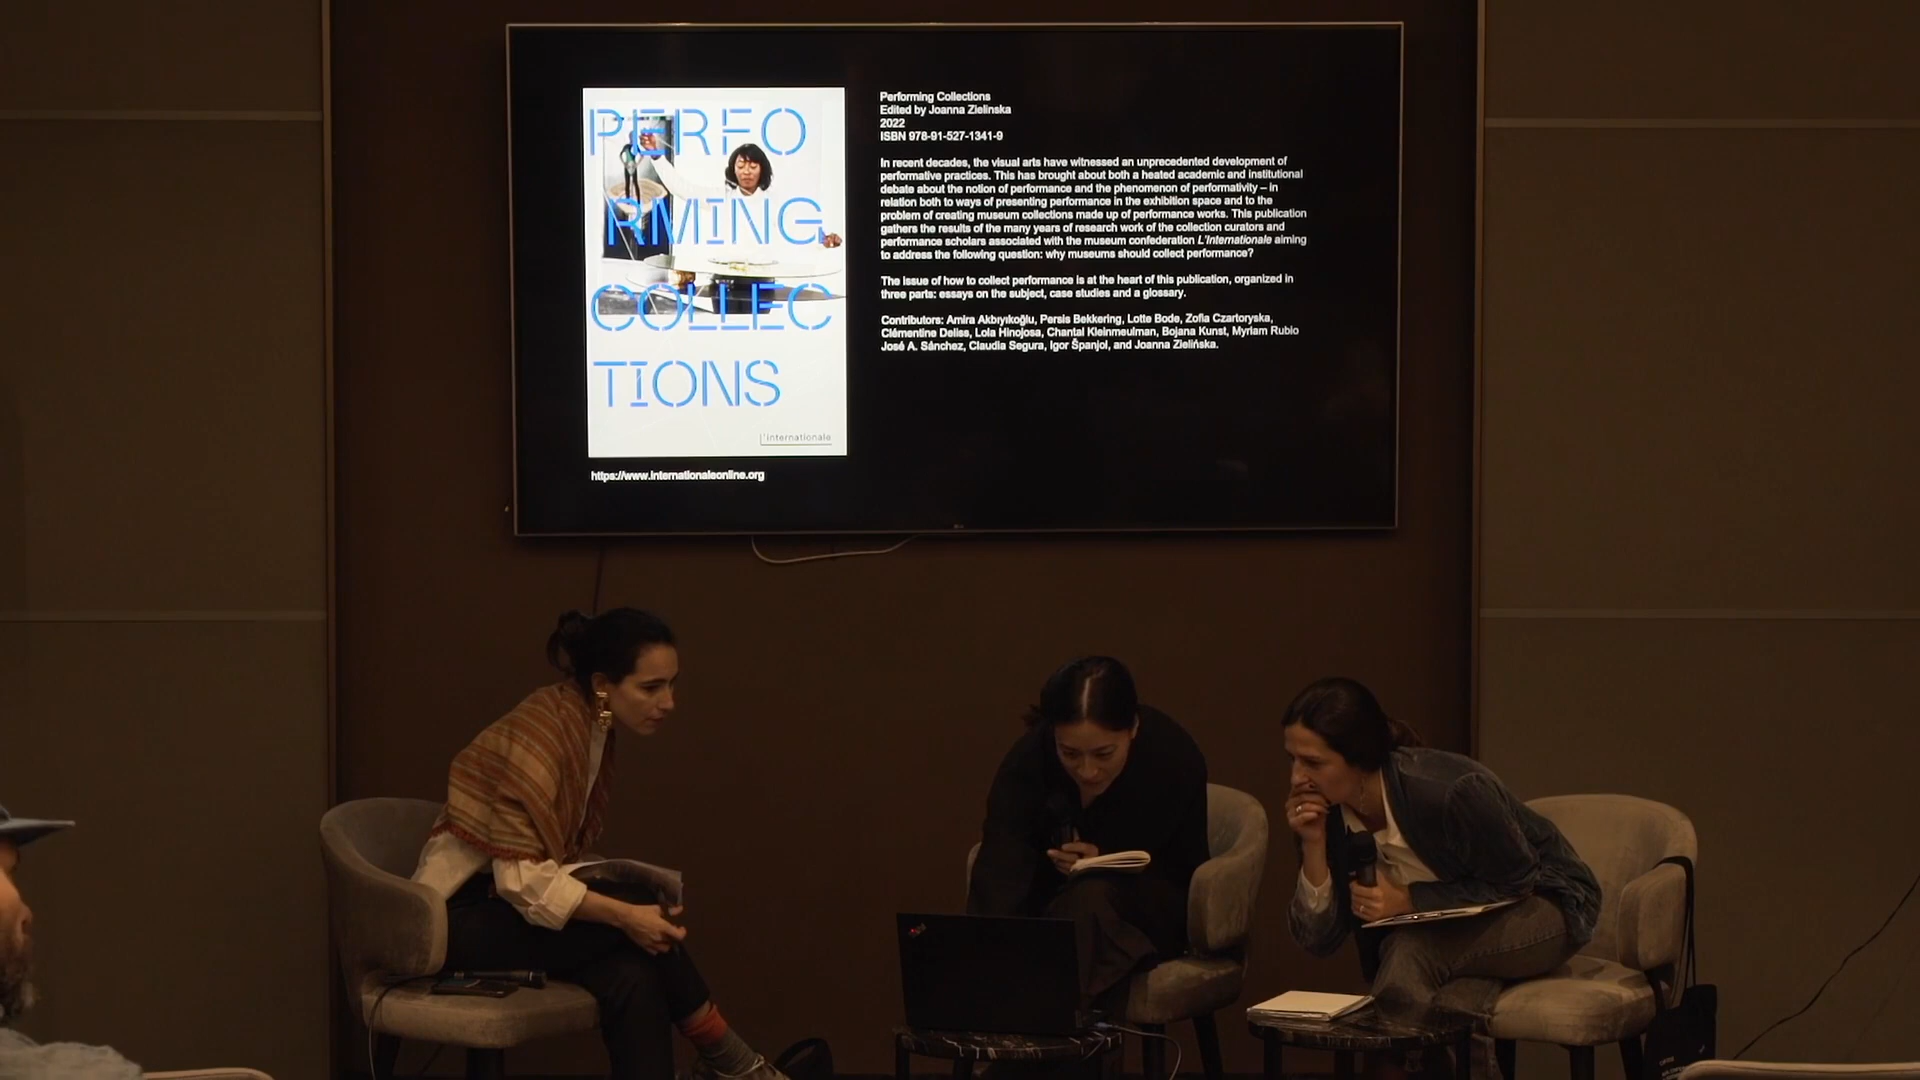 PERFO
RMING
COLLEC
TIONS
l'internationale
https://www.internationaleonline.org
Performing Collections
Edited by Joanna Zielinska
2022
ISBN 978-91-527-1341-9
In recent decades, the visual arts have witnessed an unprecedented development of
performative practices. This has brought about both a heated academic and institutional
debate about the notion of performance and the phenomenon of performativity – in
relation both to ways of presenting performance in the exhibition space and to the
problem of creating museum collections made up of performance works. This publication
gathers the results of the many years of research work of the collection curators and
performance scholars associated with the museum confederation L'Internationale aiming
to address the following question: why museums should collect performance?
The issue of how to collect performance is at the heart of this publication, organized in
three parts: essays on the subject, case studies and a glossary.
Contributors: Amira Akbıyıkoğlu, Persis Bekkering, Lotte Bode, Zofia Czartoryska,
Clémentine Deliss, Lola Hinojosa, Chantal Kleinmeulman, Bojana Kunst, Myriam Rubio
José A. Sánchez, Claudia Segura, Igor Španjol, and Joanna Zielińska.